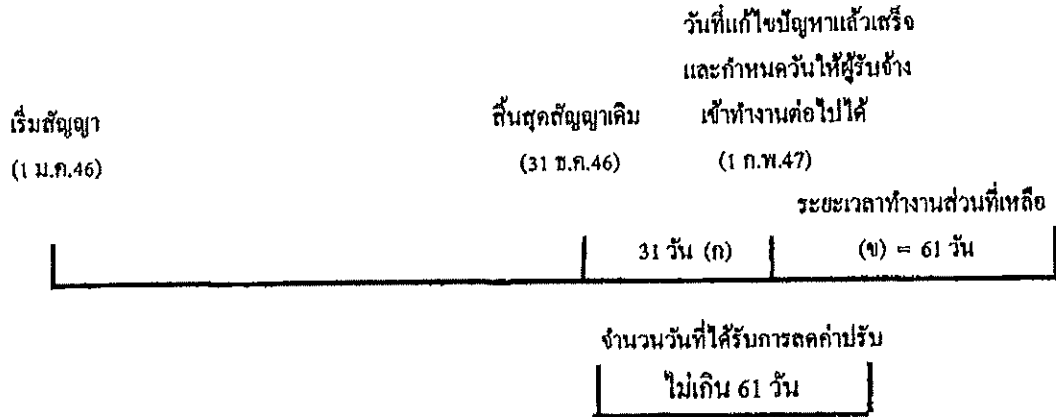 วันที่แก้ไขปัญหาแล้วเสร็จ
และกำหนดวันให้ผู้รับจ้าง
เริ่มสัญญา สิ้นสุดสัญญาเดิม เข้าทำงานต่อไปได้
(1 ม.ค.46) (31 ธ.ค.46) (1 ก.พ.47)
ระยะเวลาทำงานส่วนที่เหลือ
31 วัน (ก) (ข) = 61 วัน
จำนวนวันที่ได้รับการลดค่าปรับ
ไม่เกิน 61 วัน